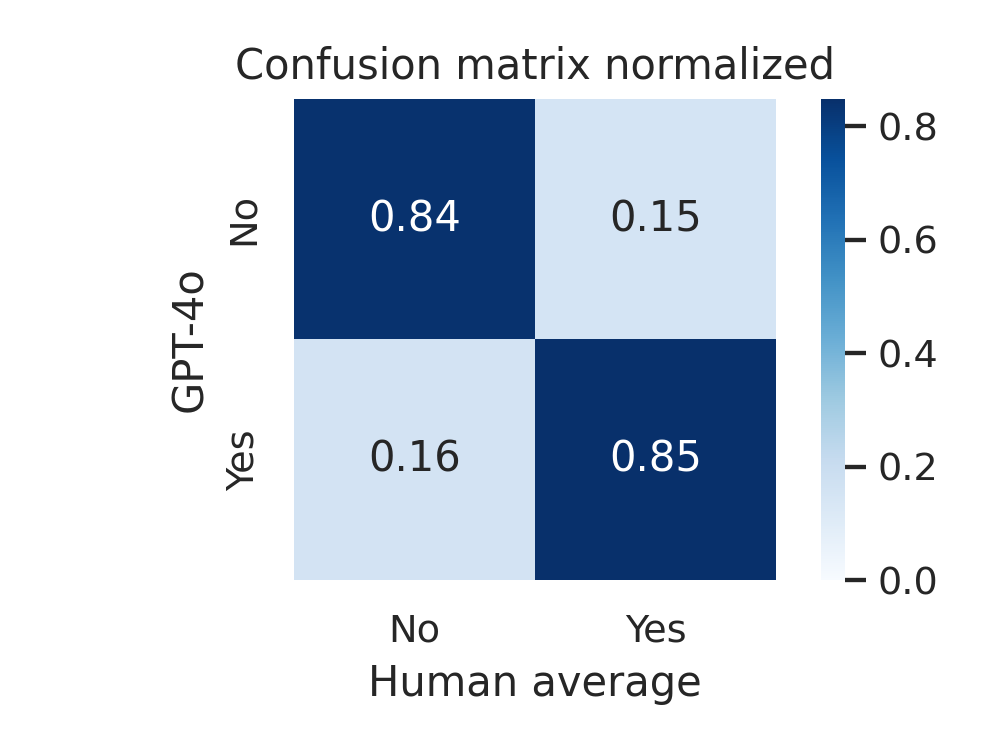 Confusion matrix normalized
GPT-4o
No
Yes
0.84 0.15
0.16 0.85
No Yes
Human average
0.8
0.6
0.4
0.2
0.0